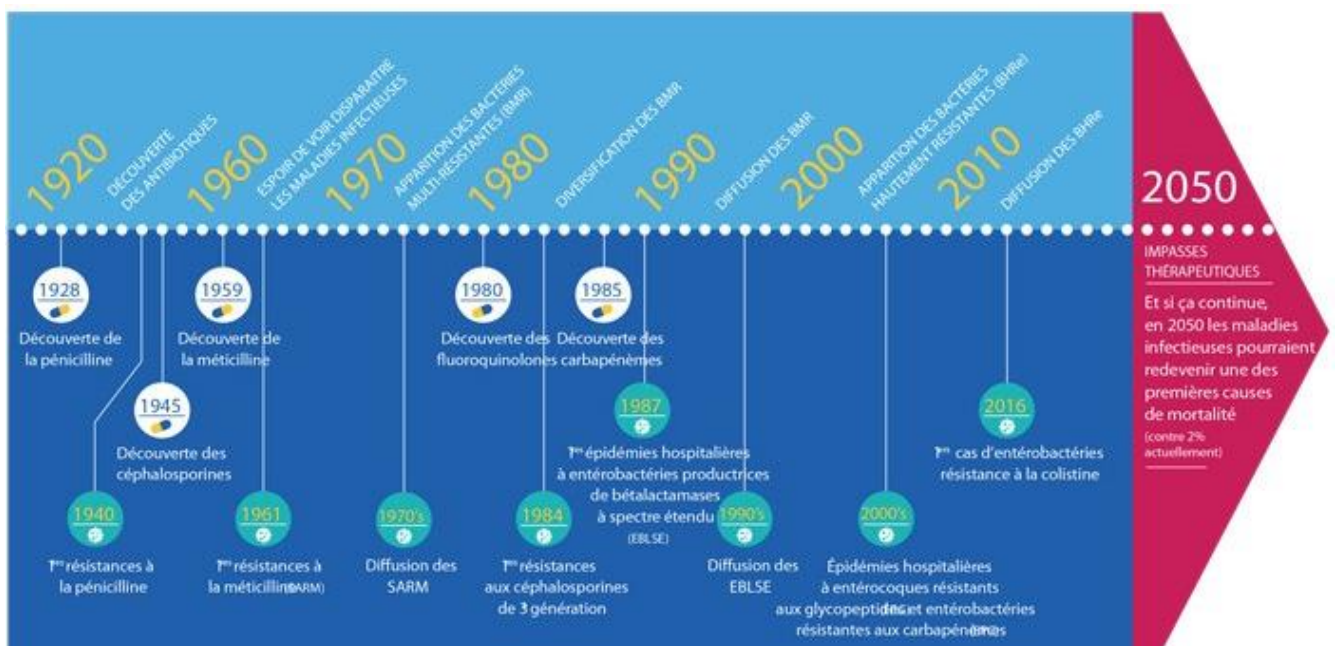 1920
DÉCOUVERTE
DES ANTIBIOTIQUES
1960
ESPOIR DE VOIR DISPARAITRE
LES MALADIES INFECTIEUSES
1970
APPARITION DES BACTÉRIES
MULTI-RÉSISTANTES (BMR)
1980
DIVERSIFICATION DES BMR
1990
DIFFUSION DES BMR
2000
APPARTION DES BACTÉRIES
HAUTEMENT RÉSISTANTES (BHRe)
2010
DIFFUSION DES BHRe
2050
IMPASSES
THÉRAPEUTIQUES
Et si ça continue,
en 2050 les maladies
infectieuses pourraient
redevenir une des
premières causes
de mortalité
(contre 2%
actuellement)
1928
Découverte de
la pénicilline
1959
Découverte de
la méticilline
1980
Découverte des
fluoroquinolones
1985
Découverte des
carbapénèmes
1945
Découverte des
céphalosporines
1987
1res épidémies hospitalières
à entérobactéries productrices
de bétalactamases
à spectre étendu
(EBLSE)
2016
1er cas d'entérobactéries
résistance à la colistine
1940
1res résistances à
la pénicilline
1961
1res résistances à
la méticilline (SARM)
1970's
Diffusion des
SARM
1984
1res résistances
aux céphalosporines
de 3 génération
1990's
Diffusion des
EBLSE
2000's
Épidémies hospitalières
à entérocoques résistants
aux glycopeptides et entérobactéries
résistantes aux carbapénèmes